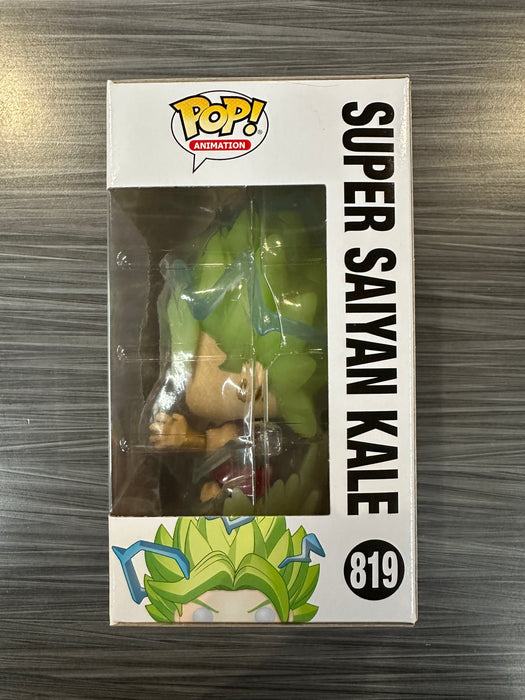 POP!
ANIMATION
SUPER SAIYAN KALE
819